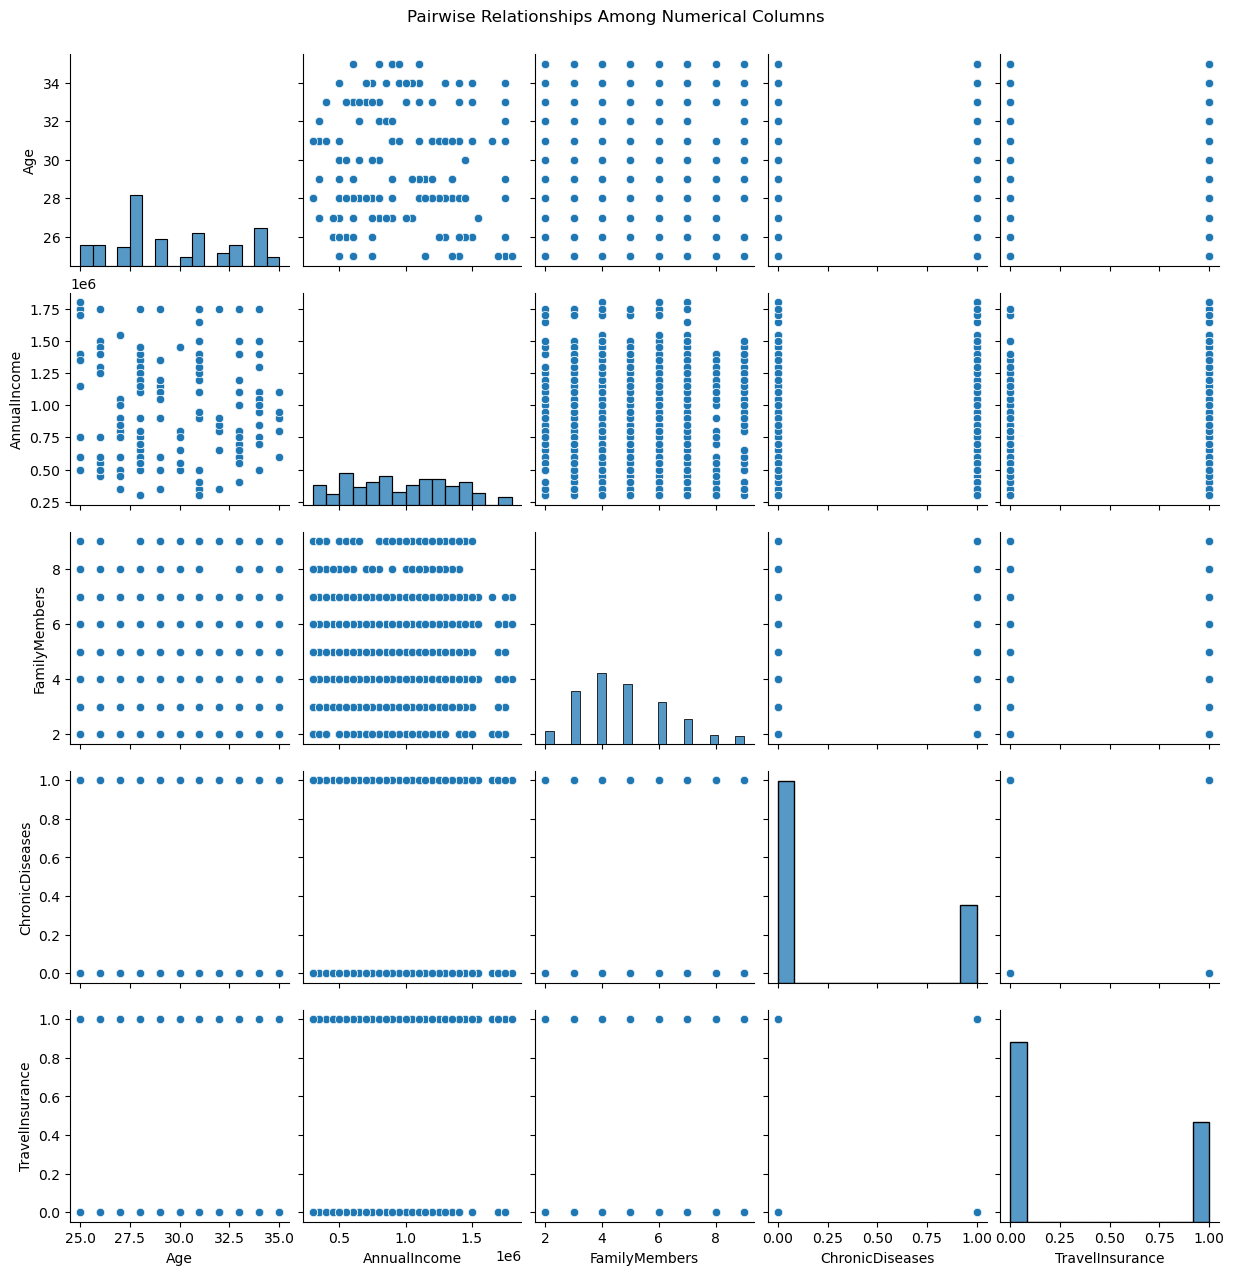 Pairwise Relationships Among Numerical Columns
Age
34
32
30
28
26
1e6
AnnualIncome
1.75
1.50
1.25
1.00
0.75
0.50
0.25
FamilyMembers
8
6
4
2
ChronicDiseases
1.0
0.8
0.6
0.4
0.2
0.0
TravelInsurance
1.0
0.8
0.6
0.4
0.2
0.0
25.0 27.5 30.0 32.5 35.0
0.5 1.0 1.5
2 4 6 8
0.00 0.25 0.50 0.75 1.00
0.00 0.25 0.50 0.75 1.00
1e6
Age
AnnualIncome
FamilyMembers
ChronicDiseases
TravelInsurance